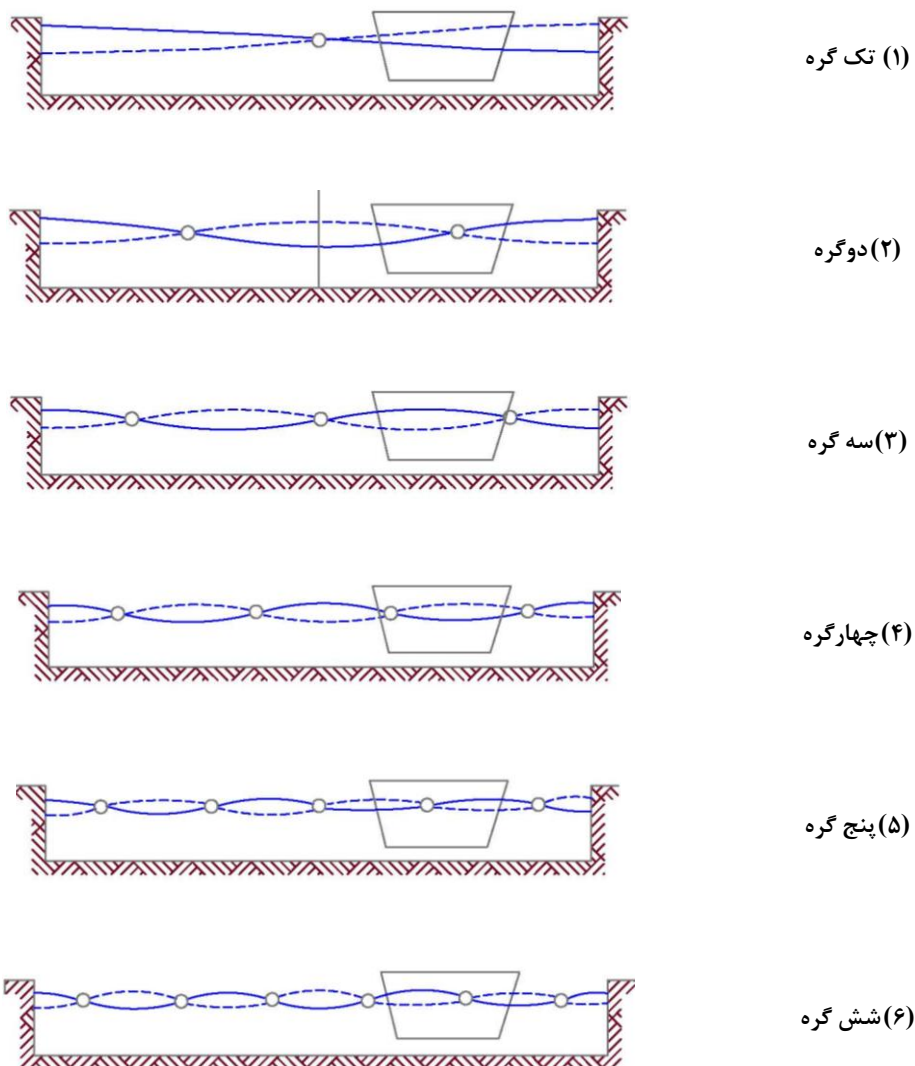 (۱) تک گره
(۲)دوگره
(۳)سه گره
(۴)چهارگره
(۵)پنج گره
(۶)شش گره